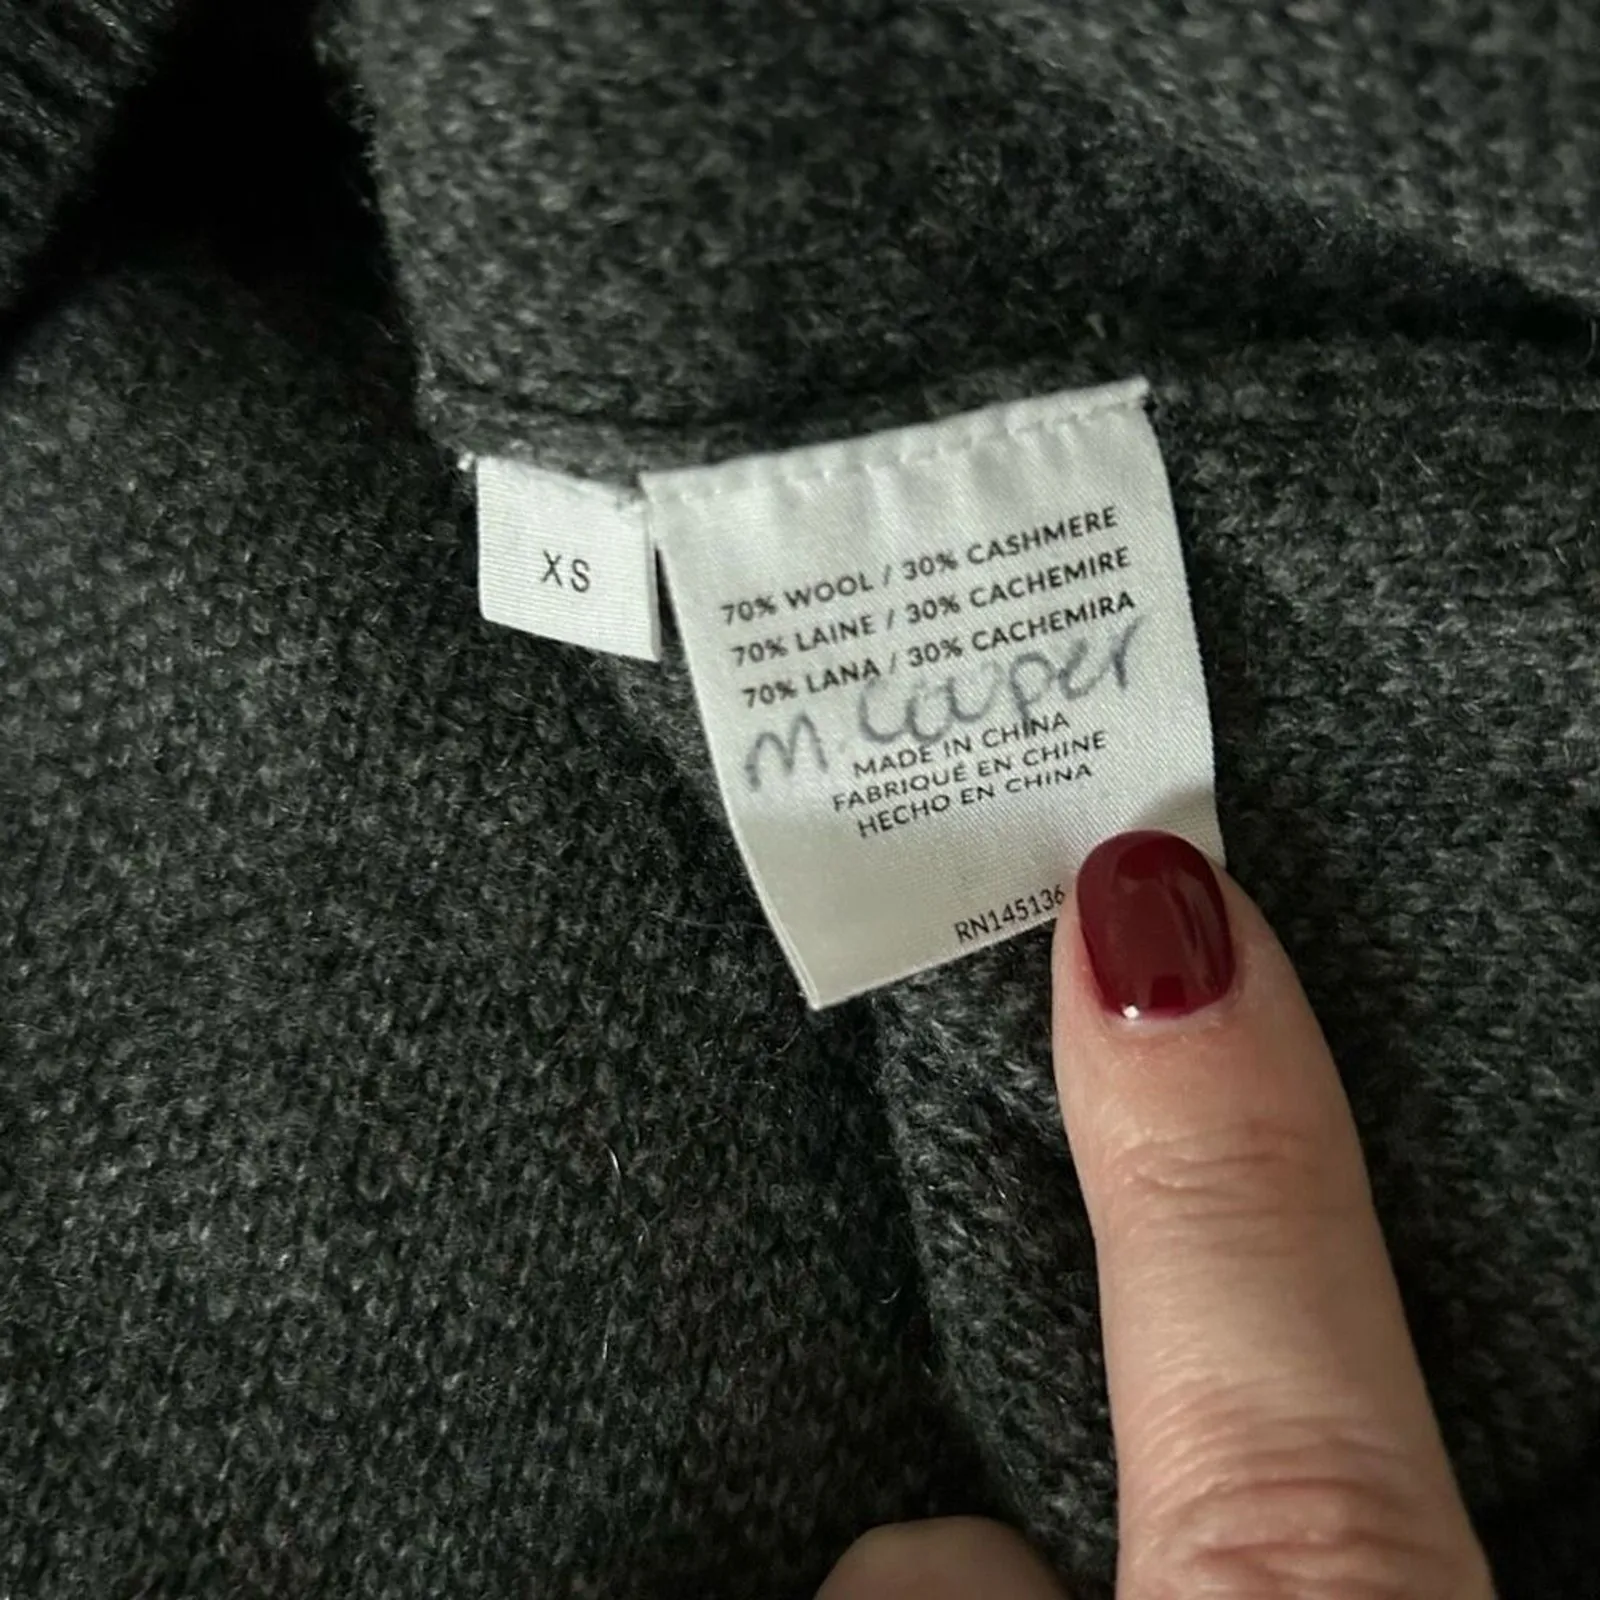 XS
70% WOOL / 30% CASHMERE
70% LAINE / 30% CACHEMIRE
70% LANA / 30% CACHEMIRA
M. Couper
MADE IN CHINA
FABRIQUÉ EN CHINE
HECHO EN CHINA
RN145136